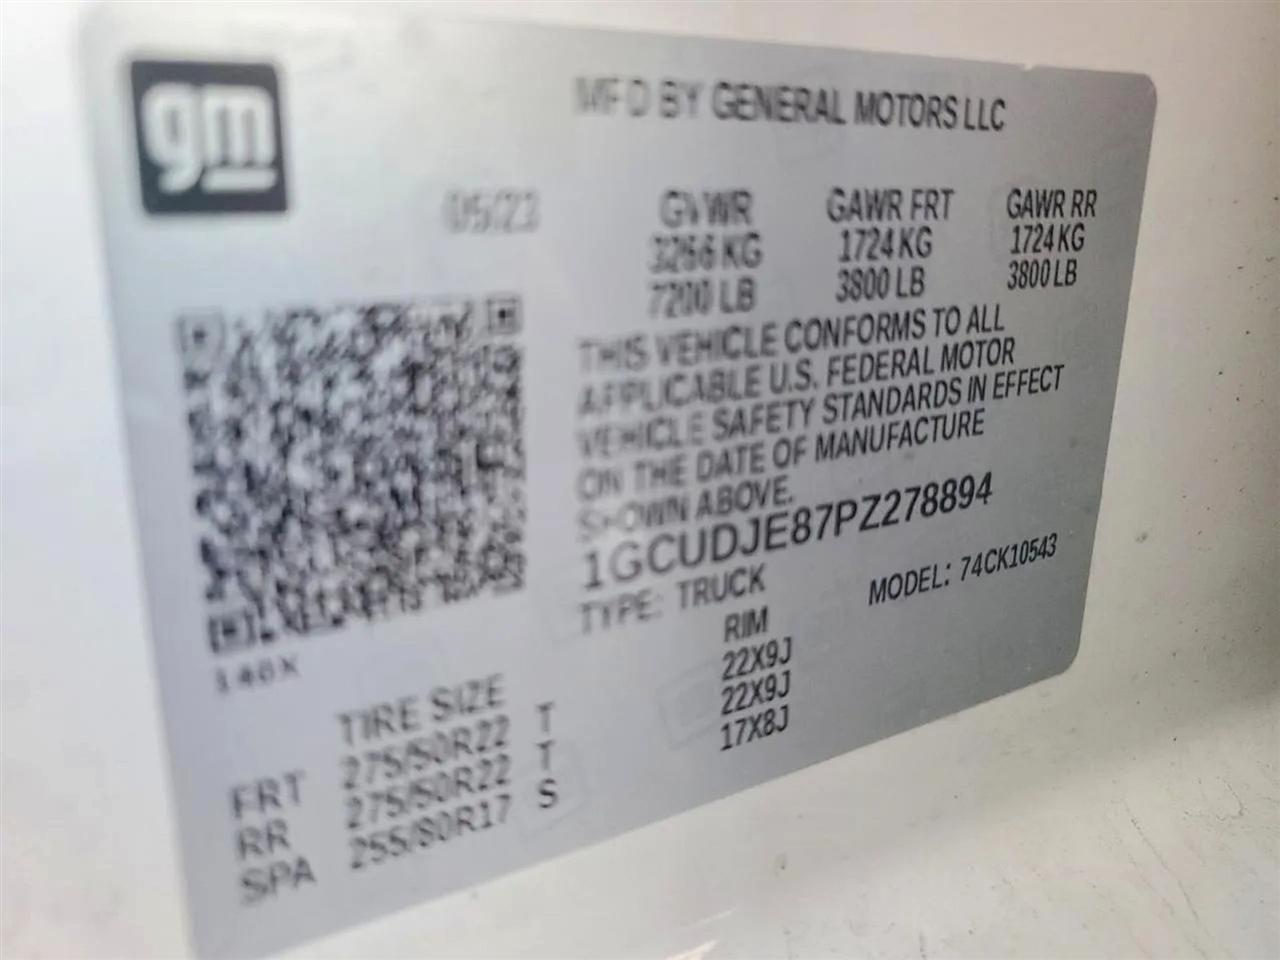 gm
MFD BY GENERAL MOTORS LLC
05/23
GVWR GAWR FRT GAWR RR
3266 KG 1724 KG 1724 KG
7200 LB 3800 LB 3800 LB
THIS VEHICLE CONFORMS TO ALL
APPLICABLE U.S. FEDERAL MOTOR
VEHICLE SAFETY STANDARDS IN EFFECT
ON THE DATE OF MANUFACTURE
SHOWN ABOVE.
1GCUDJE87PZ278894
TYPE: TRUCK MODEL: 74CK10543
140X
TIRE SIZE RIM
FRT 275/50R22 T 22X9J
RR 275/50R22 T 22X9J
SPA 255/80R17 S 17X8J